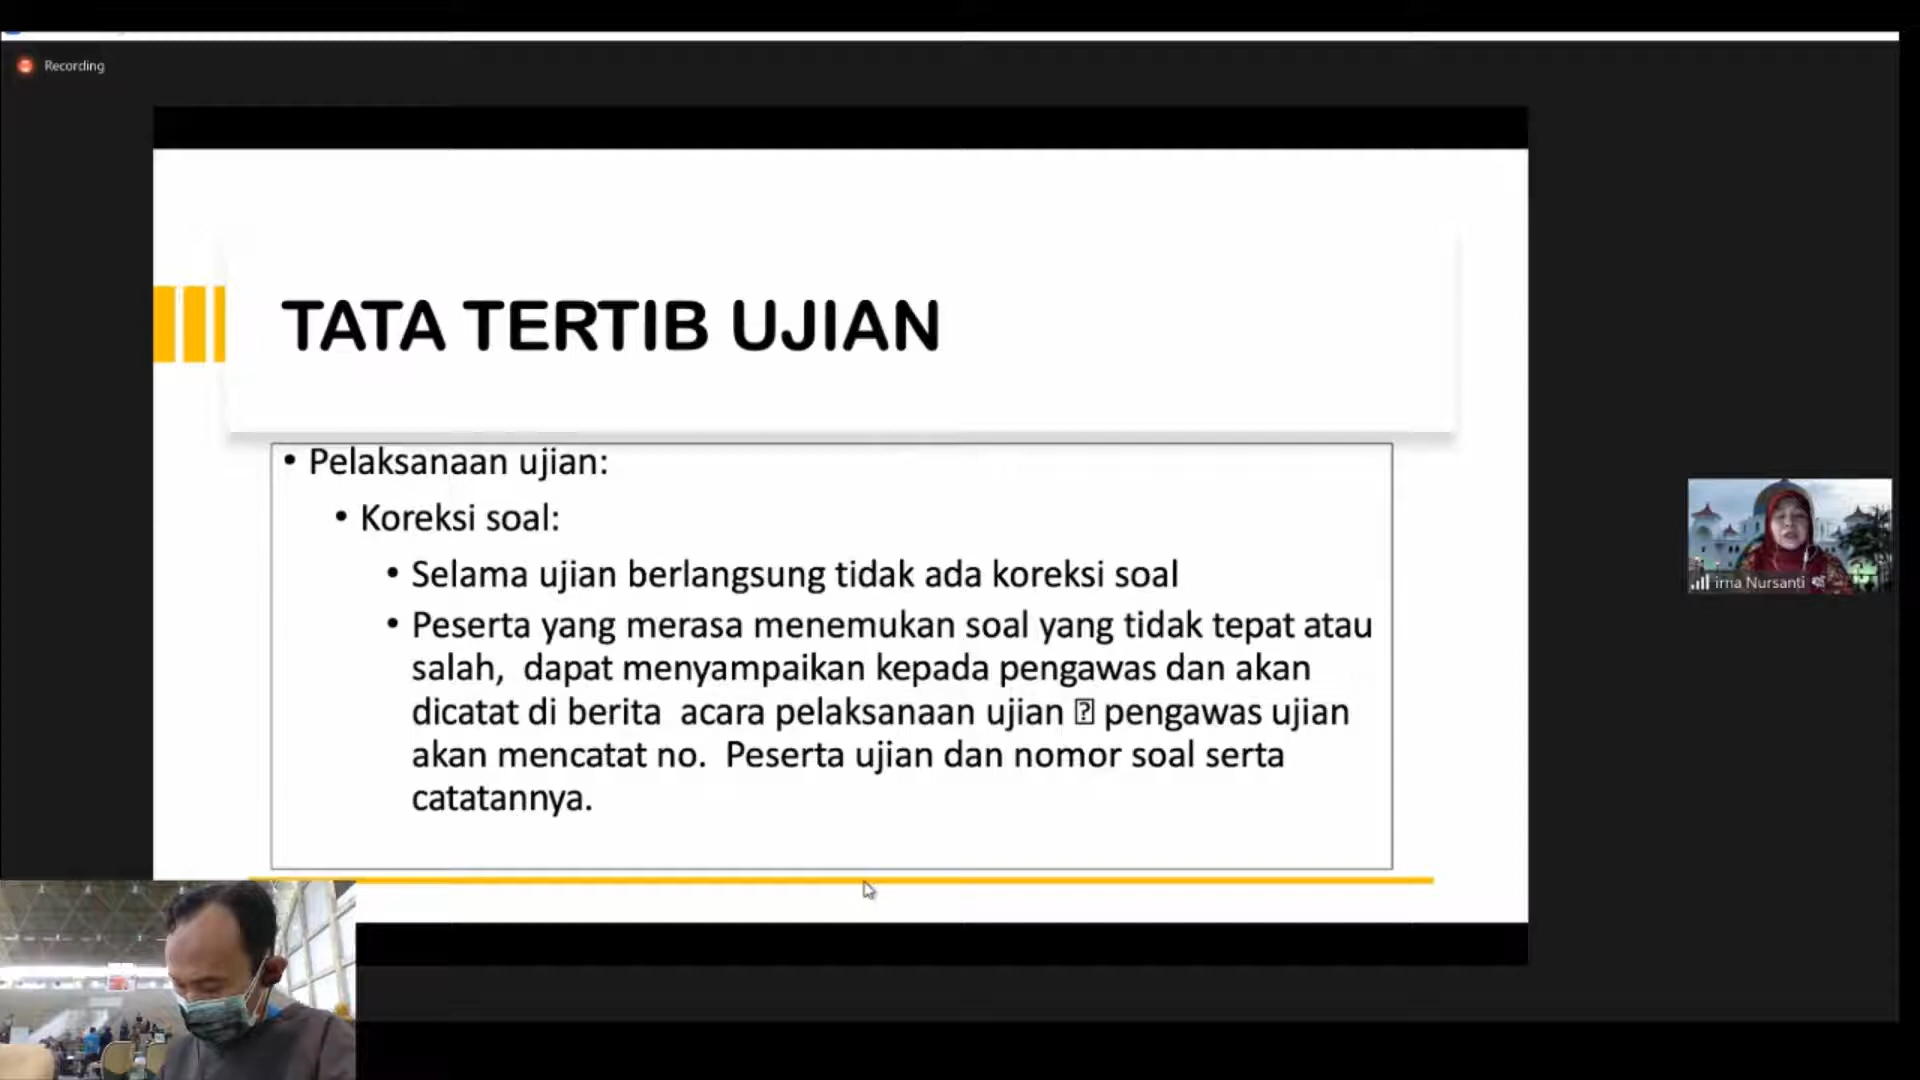 Recording
TATA TERTIB UJIAN
• Pelaksanaan ujian:
• Koreksi soal:
• Selama ujian berlangsung tidak ada koreksi soal
• Peserta yang merasa menemukan soal yang tidak tepat atau
salah, dapat menyampaikan kepada pengawas dan akan
dicatat di berita acara pelaksanaan ujian ⍰ pengawas ujian
akan mencatat no. Peserta ujian dan nomor soal serta
catatannya.
irna Nursanti